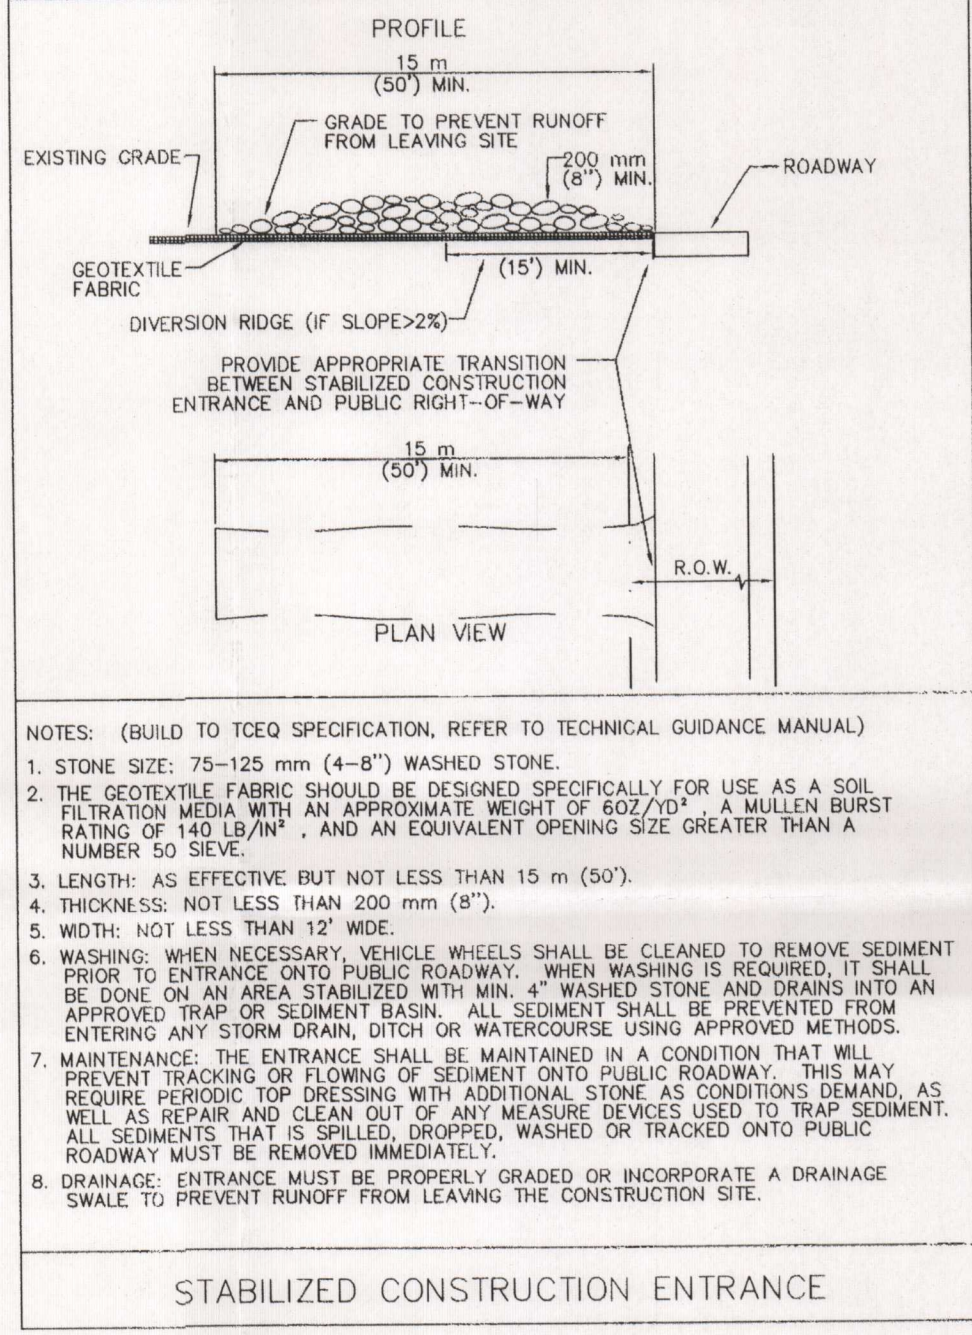 PROFILE
15 m
(50') MIN.
GRADE TO PREVENT RUNOFF
FROM LEAVING SITE
EXISTING GRADE
200 mm
(8") MIN.
ROADWAY
GEOTEXTILE
FABRIC
(15') MIN.
DIVERSION RIDGE (IF SLOPE>2%)
PROVIDE APPROPRIATE TRANSITION
BETWEEN STABILIZED CONSTRUCTION
ENTRANCE AND PUBLIC RIGHT-OF-WAY
15 m
(50') MIN.
R.O.W.
PLAN VIEW
NOTES: (BUILD TO TCEQ SPECIFICATION, REFER TO TECHNICAL GUIDANCE MANUAL)
1. STONE SIZE: 75-125 mm (4-8") WASHED STONE.
2. THE GEOTEXTILE FABRIC SHOULD BE DESIGNED SPECIFICALLY FOR USE AS A SOIL
FILTRATION MEDIA WITH AN APPROXIMATE WEIGHT OF 6OZ/YD² , A MULLEN BURST
RATING OF 140 LB/IN² , AND AN EQUIVALENT OPENING SIZE GREATER THAN A
NUMBER 50 SIEVE.
3. LENGTH: AS EFFECTIVE BUT NOT LESS THAN 15 m (50').
4. THICKNESS: NOT LESS THAN 200 mm (8").
5. WIDTH: NOT LESS THAN 12' WIDE.
6. WASHING: WHEN NECESSARY, VEHICLE WHEELS SHALL BE CLEANED TO REMOVE SEDIMENT
PRIOR TO ENTRANCE ONTO PUBLIC ROADWAY. WHEN WASHING IS REQUIRED, IT SHALL
BE DONE ON AN AREA STABILIZED WITH MIN. 4" WASHED STONE AND DRAINS INTO AN
APPROVED TRAP OR SEDIMENT BASIN. ALL SEDIMENT SHALL BE PREVENTED FROM
ENTERING ANY STORM DRAIN, DITCH OR WATERCOURSE USING APPROVED METHODS.
7. MAINTENANCE: THE ENTRANCE SHALL BE MAINTAINED IN A CONDITION THAT WILL
PREVENT TRACKING OR FLOWING OF SEDIMENT ONTO PUBLIC ROADWAY. THIS MAY
REQUIRE PERIODIC TOP DRESSING WITH ADDITIONAL STONE AS CONDITIONS DEMAND, AS
WELL AS REPAIR AND CLEAN OUT OF ANY MEASURE DEVICES USED TO TRAP SEDIMENT.
ALL SEDIMENTS THAT IS SPILLED, DROPPED, WASHED OR TRACKED ONTO PUBLIC
ROADWAY MUST BE REMOVED IMMEDIATELY.
8. DRAINAGE: ENTRANCE MUST BE PROPERLY GRADED OR INCORPORATE A DRAINAGE
SWALE TO PREVENT RUNOFF FROM LEAVING THE CONSTRUCTION SITE.
STABILIZED CONSTRUCTION ENTRANCE